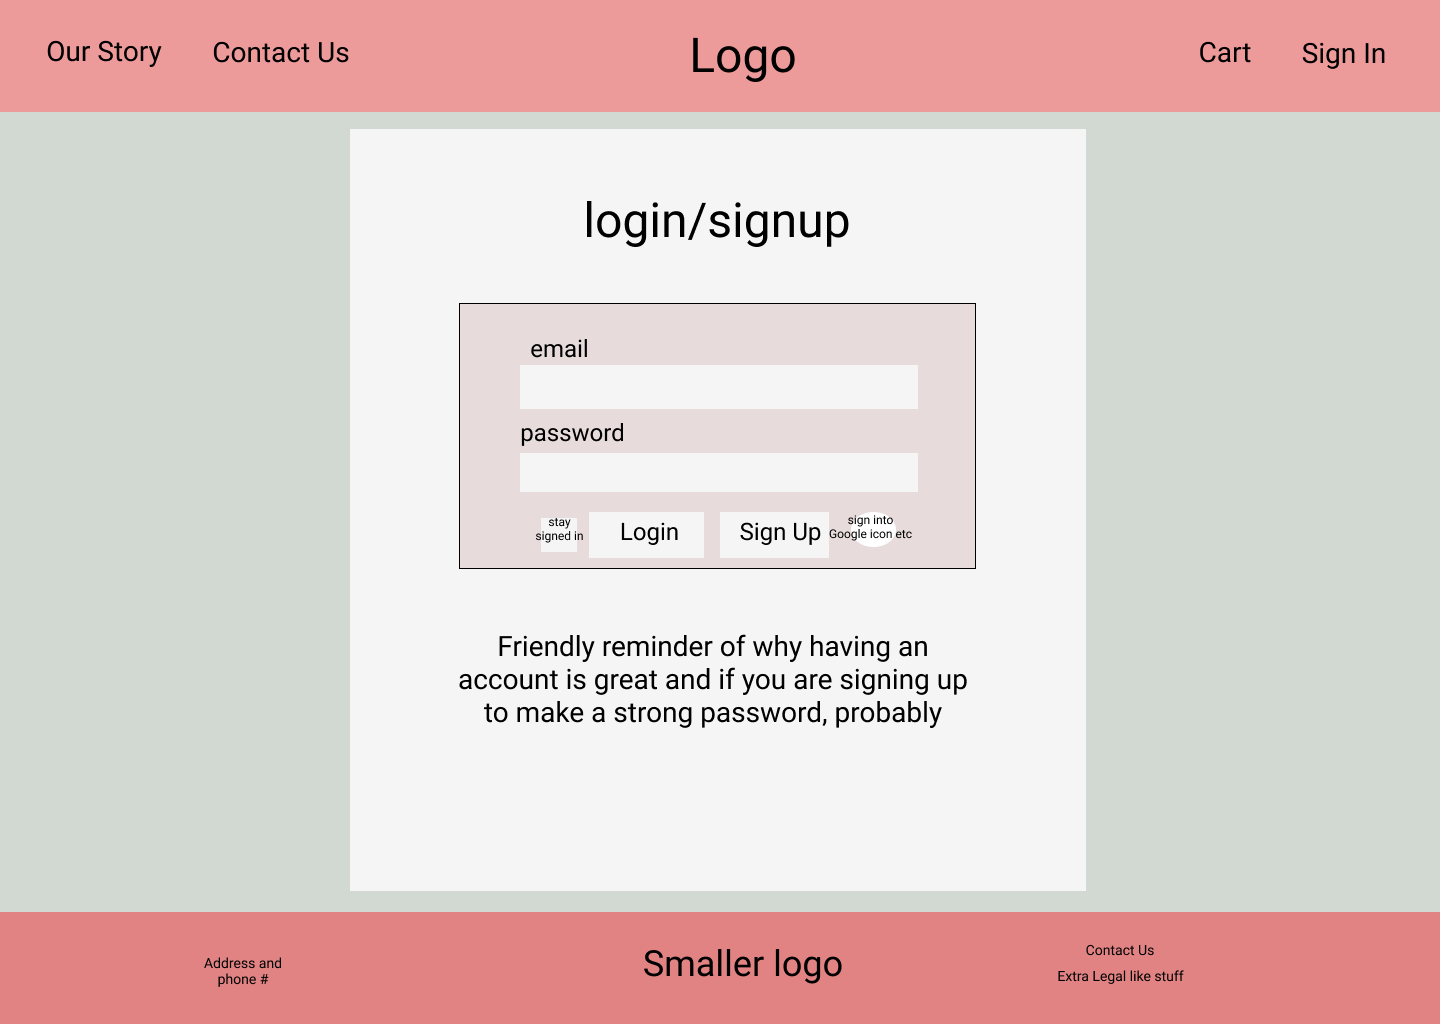 Our Story
Contact Us
Logo
Cart
Sign In
login/signup
email
password
stay
signed in
Login
Sign Up
sign into
Google icon etc
Friendly reminder of why having an
account is great and if you are signing up
to make a strong password, probably
Address and
phone #
Smaller logo
Contact Us
Extra Legal like stuff